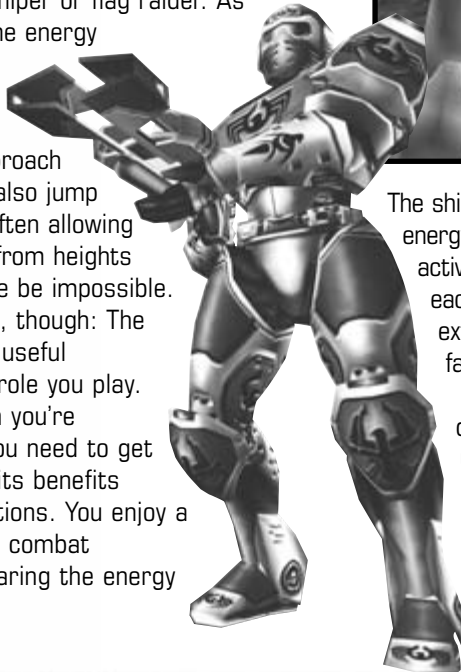 niper or flag raider. As
ne energy
roach
also jump
ften allowing
from heights
e be impossible.
, though: The
useful
role you play.
you're
ou need to get
its benefits
tions. You enjoy a
combat
aring the energy
The shi
energ
activ
eac
ex
fa